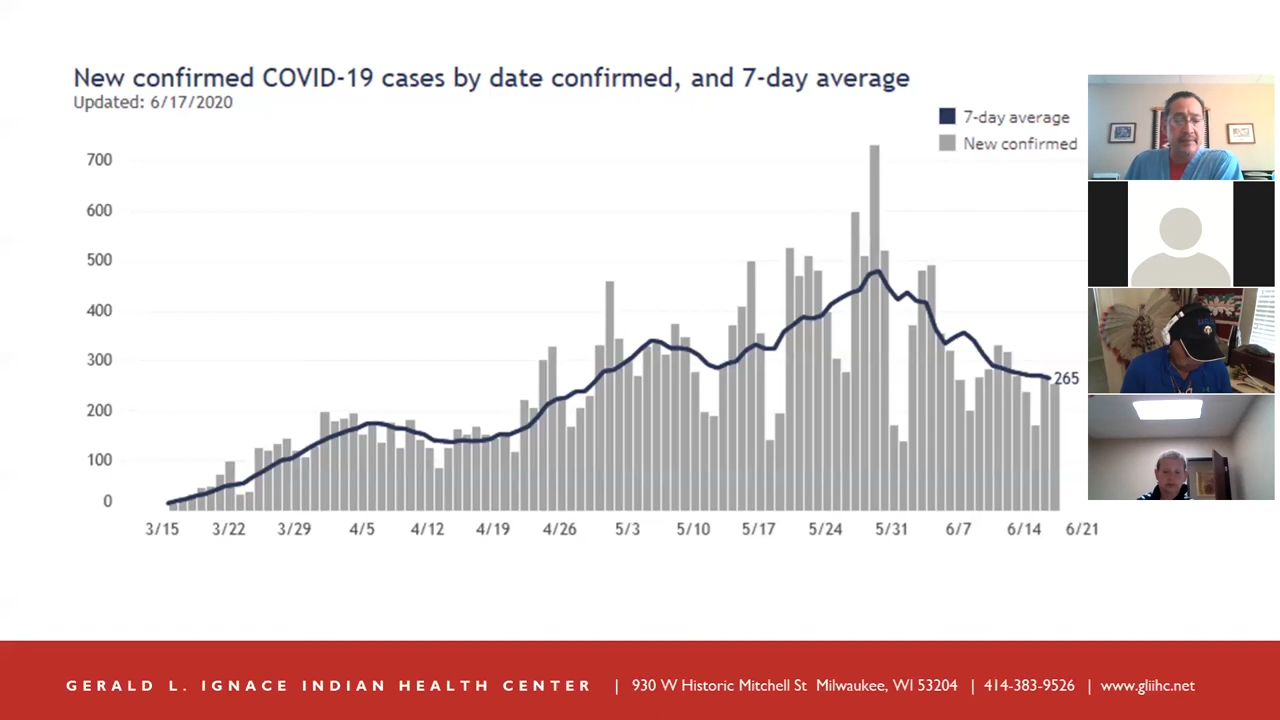 New confirmed COVID-19 cases by date confirmed, and 7-day average
Updated: 6/17/2020
7-day average
New confirmed
700
600
500
400
300
200
100
0
265
3/15 3/22 3/29 4/5 4/12 4/19 4/26 5/3 5/10 5/17 5/24 5/31 6/7 6/14 6/21
GERALD L. IGNACE INDIAN HEALTH CENTER | 930 W Historic Mitchell St Milwaukee, WI 53204 | 414-383-9526 | www.gliihc.net